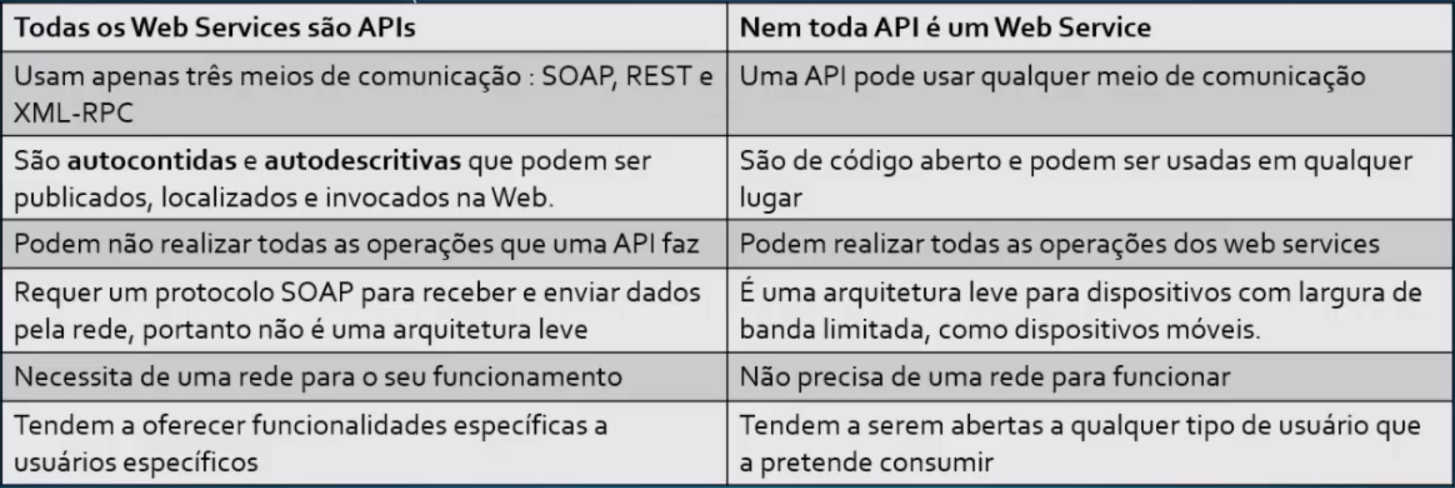 Todas os Web Services são APIs
Nem toda API é um Web Service
Usam apenas três meios de comunicação : SOAP, REST e
XML-RPC
Uma API pode usar qualquer meio de comunicação
São autocontidas e autodescritivas que podem ser
publicados, localizados e invocados na Web.
São de código aberto e podem ser usadas em qualquer
lugar
Podem não realizar todas as operações que uma API faz
Podem realizar todas as operações dos web services
Requer um protocolo SOAP para receber e enviar dados
pela rede, portanto não é uma arquitetura leve
É uma arquitetura leve para dispositivos com largura de
banda limitada, como dispositivos móveis.
Necessita de uma rede para o seu funcionamento
Não precisa de uma rede para funcionar
Tendem a oferecer funcionalidades específicas a
usuários específicos
Tendem a serem abertas a qualquer tipo de usuário que
a pretende consumir